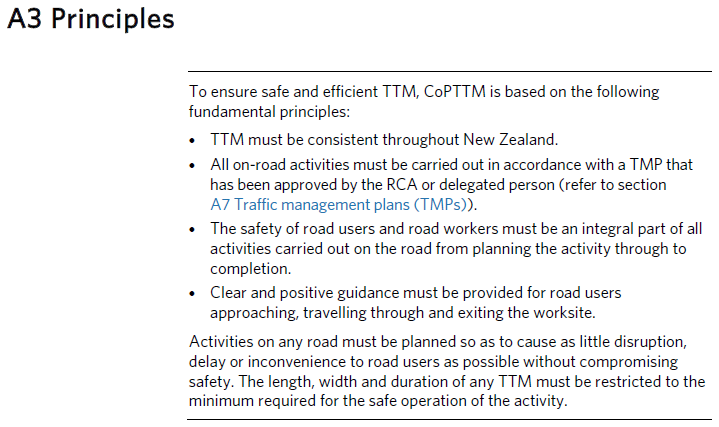 A3 Principles
To ensure safe and efficient TTM, CoPTTM is based on the following
fundamental principles:
• TTM must be consistent throughout New Zealand.
• All on-road activities must be carried out in accordance with a TMP that
has been approved by the RCA or delegated person (refer to section
A7 Traffic management plans (TMPs)).
• The safety of road users and road workers must be an integral part of all
activities carried out on the road from planning the activity through to
completion.
• Clear and positive guidance must be provided for road users
approaching, travelling through and exiting the worksite.
Activities on any road must be planned so as to cause as little disruption,
delay or inconvenience to road users as possible without compromising
safety. The length, width and duration of any TTM must be restricted to the
minimum required for the safe operation of the activity.